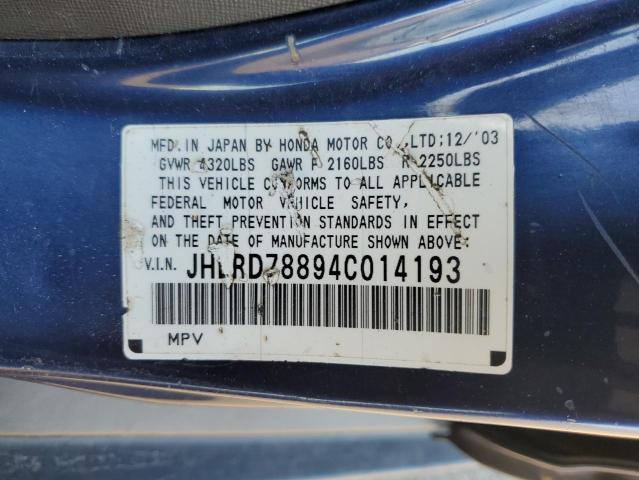 MFD. IN JAPAN BY HONDA MOTOR CO.,LTD;12/'03
GVWR 4320LBS GAWR F 2160LBS R 2250LBS
THIS VEHICLE CONFORMS TO ALL APPLICABLE
FEDERAL MOTOR VEHICLE SAFETY,
AND THEFT PREVENTION STANDARDS IN EFFECT
ON DATE OF MANUFACTURE SHOWN ABOVE:
V.I.N. JHLRD78894C014193
MPV